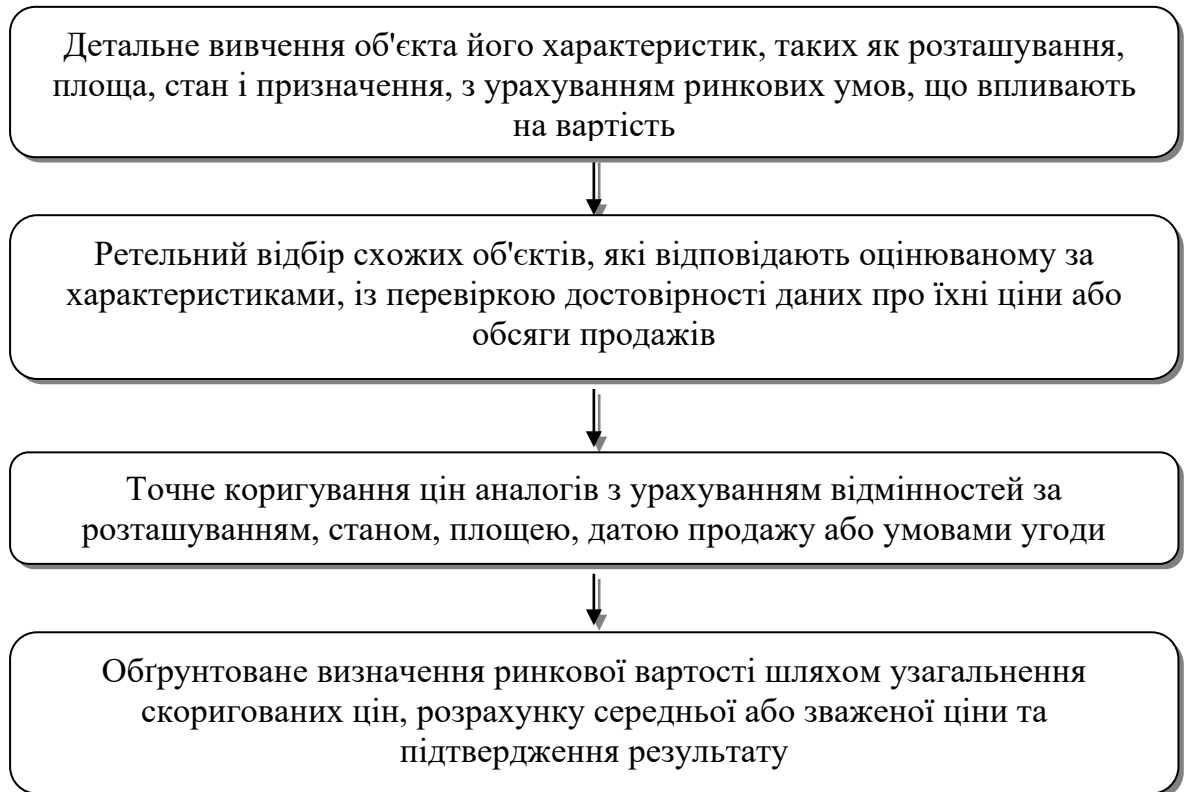 Детальне вивчення об'єкта його характеристик, таких як розташування,
площа, стан і призначення, з урахуванням ринкових умов, що впливають
на вартість
Ретельний відбір схожих об'єктів, які відповідають оцінюваному за
характеристиками, із перевіркою достовірності даних про їхні ціни або
обсяги продажів
Точне коригування цін аналогів з урахуванням відмінностей за
розташуванням, станом, площею, датою продажу або умовами угоди
Обґрунтоване визначення ринкової вартості шляхом узагальнення
скоригованих цін, розрахунку середньої або зваженої ціни та
підтвердження результату